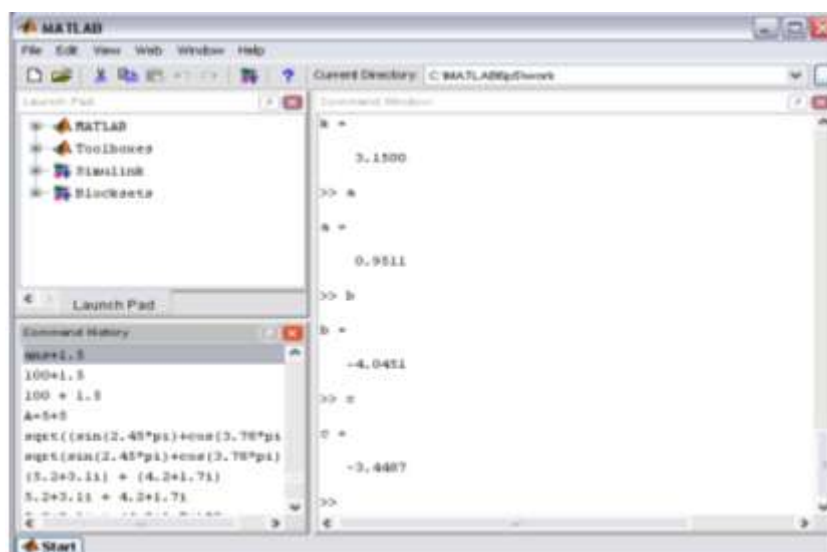 MATLAB
File Edit View Web Window Help
Current Directory: C:\MATLAB6p5\work
Launch Pad
MATLAB
Toolboxes
Simulink
Blocksets
Launch Pad
Command History
ans+1.5
100+1.5
100 + 1.5
A=5+5
sqrt((sin(2.45*pi)+cos(3.78*pi
sqrt(sin(2.45*pi)+cos(3.78*pi)
(5.2+3.1i) + (4.2+1.7i)
5.2+3.1i + 4.2+1.7i
Command Window
=
3.1500
>> a
a =
0.9511
>> b
b =
-4.0451
>> c
c =
-3.4487
>>
Start